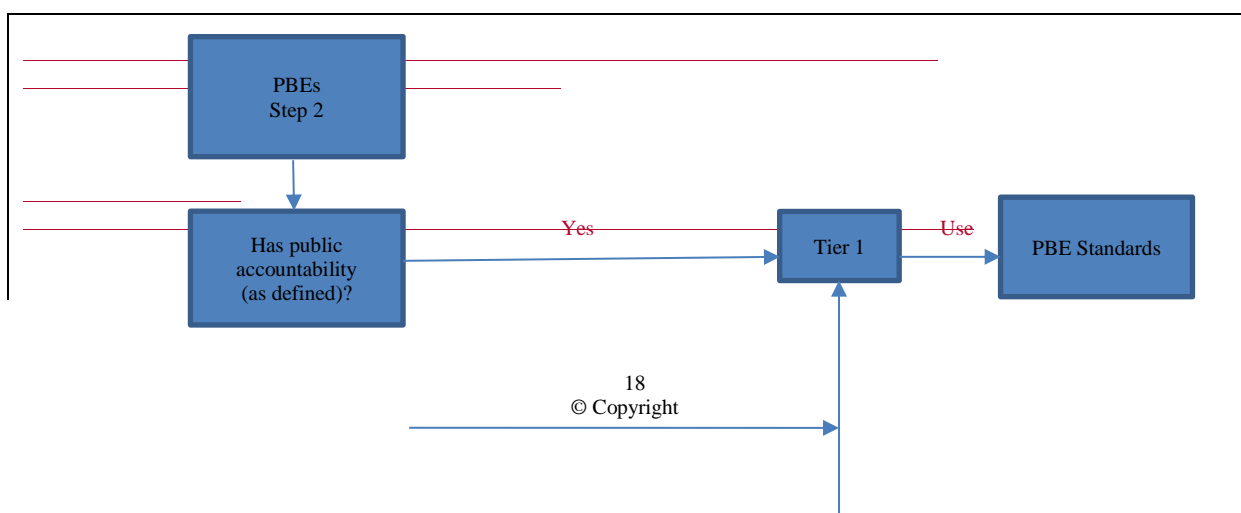 PBEs
Step 2
Has public
accountability
(as defined)?
Yes
Tier 1
Use
PBE Standards
18
© Copyright